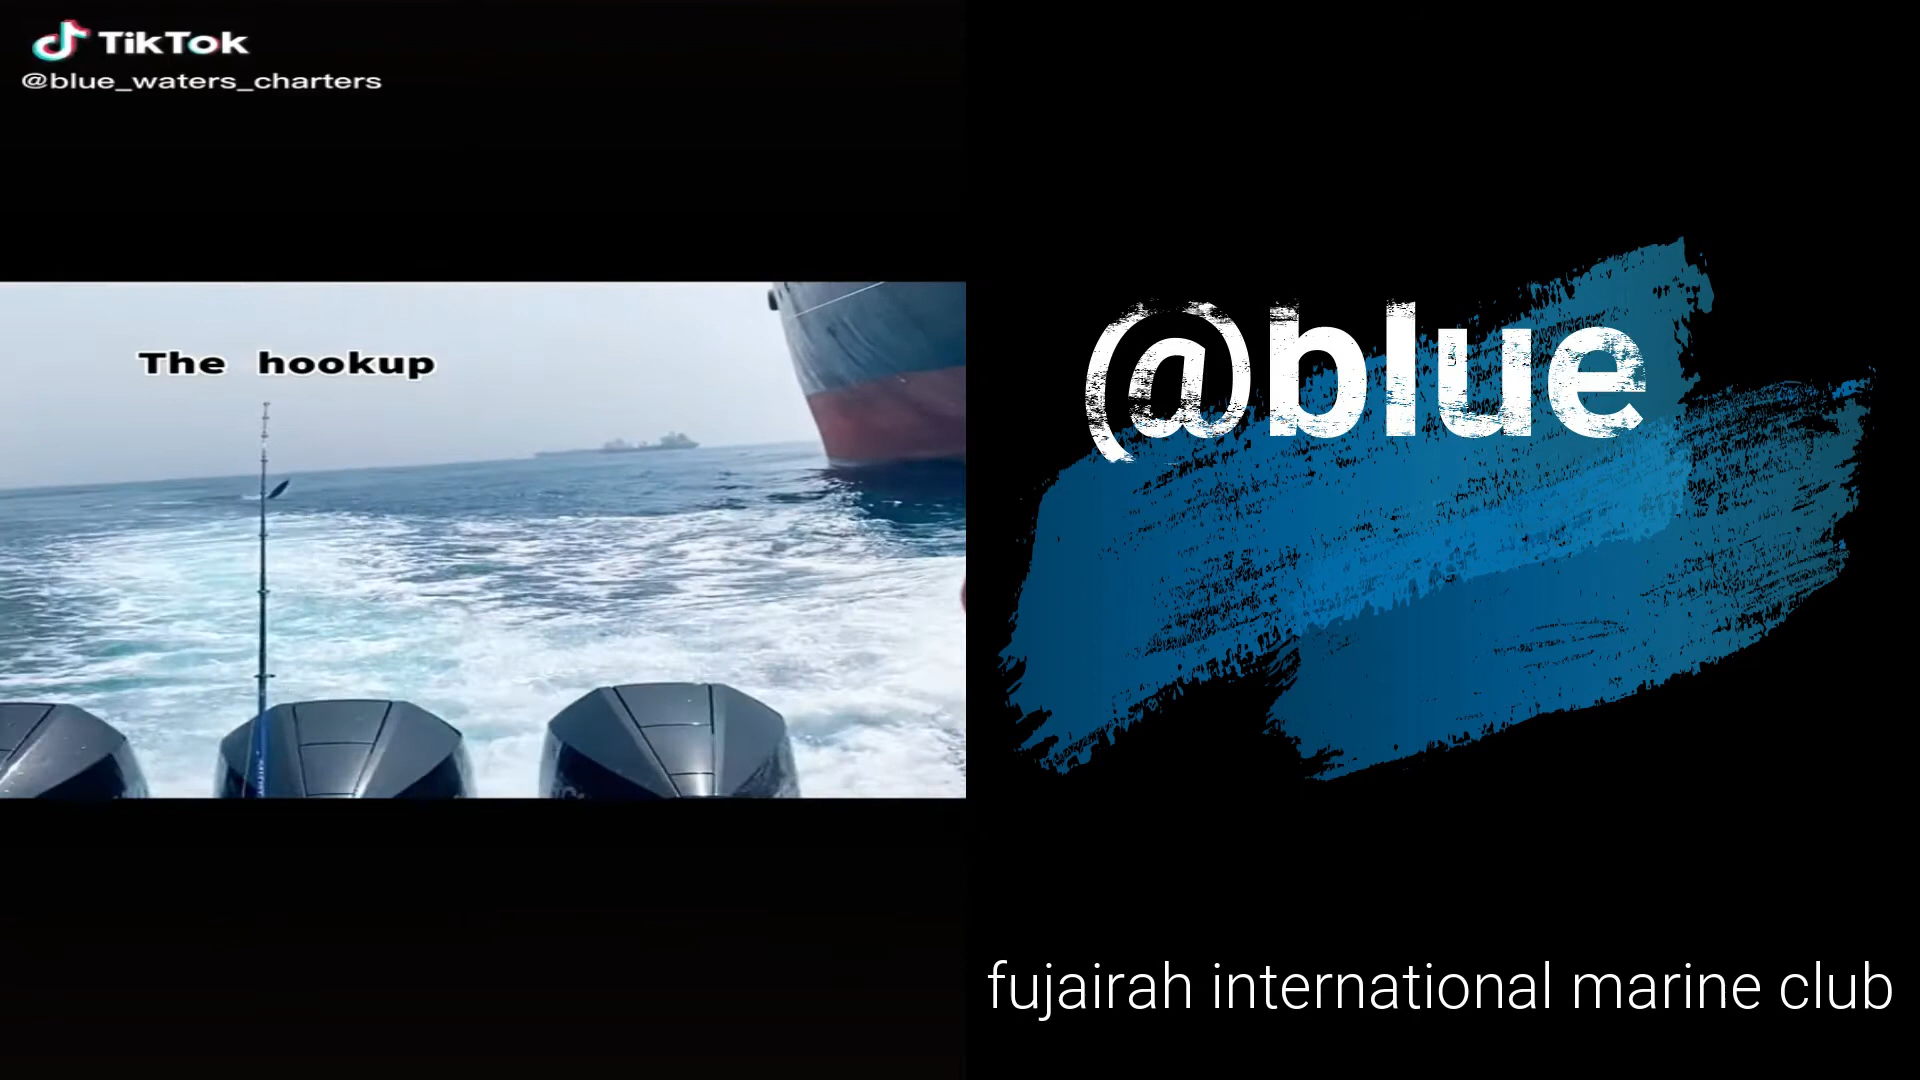 TikTok
@blue_waters_charters
The hookup
@blue
fujairah international marine club